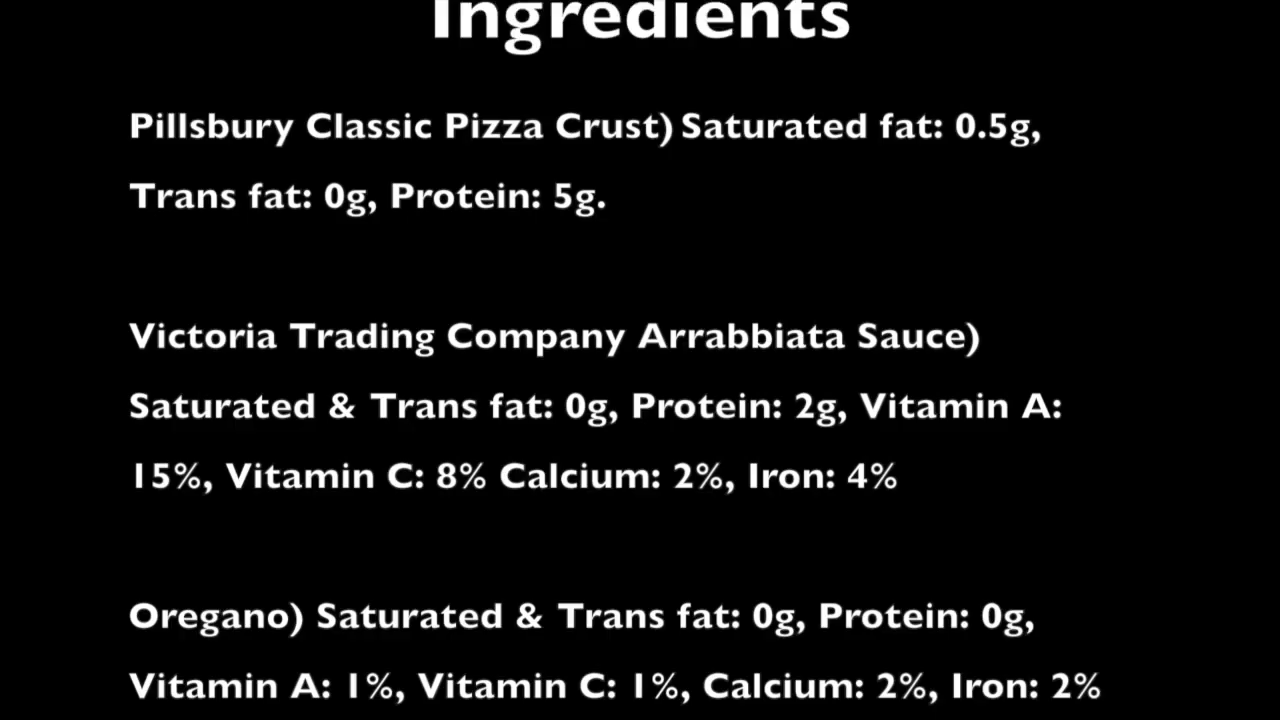 Ingredients
Pillsbury Classic Pizza Crust) Saturated fat: 0.5g,
Trans fat: 0g, Protein: 5g.
Victoria Trading Company Arrabbiata Sauce)
Saturated & Trans fat: 0g, Protein: 2g, Vitamin A:
15%, Vitamin C: 8% Calcium: 2%, Iron: 4%
Oregano) Saturated & Trans fat: 0g, Protein: 0g,
Vitamin A: 1%, Vitamin C: 1%, Calcium: 2%, Iron: 2%